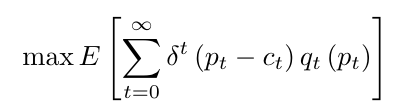 max E [ ∑_{t=0}^{∞} δ^t (p_t − c_t) q_t (p_t) ]